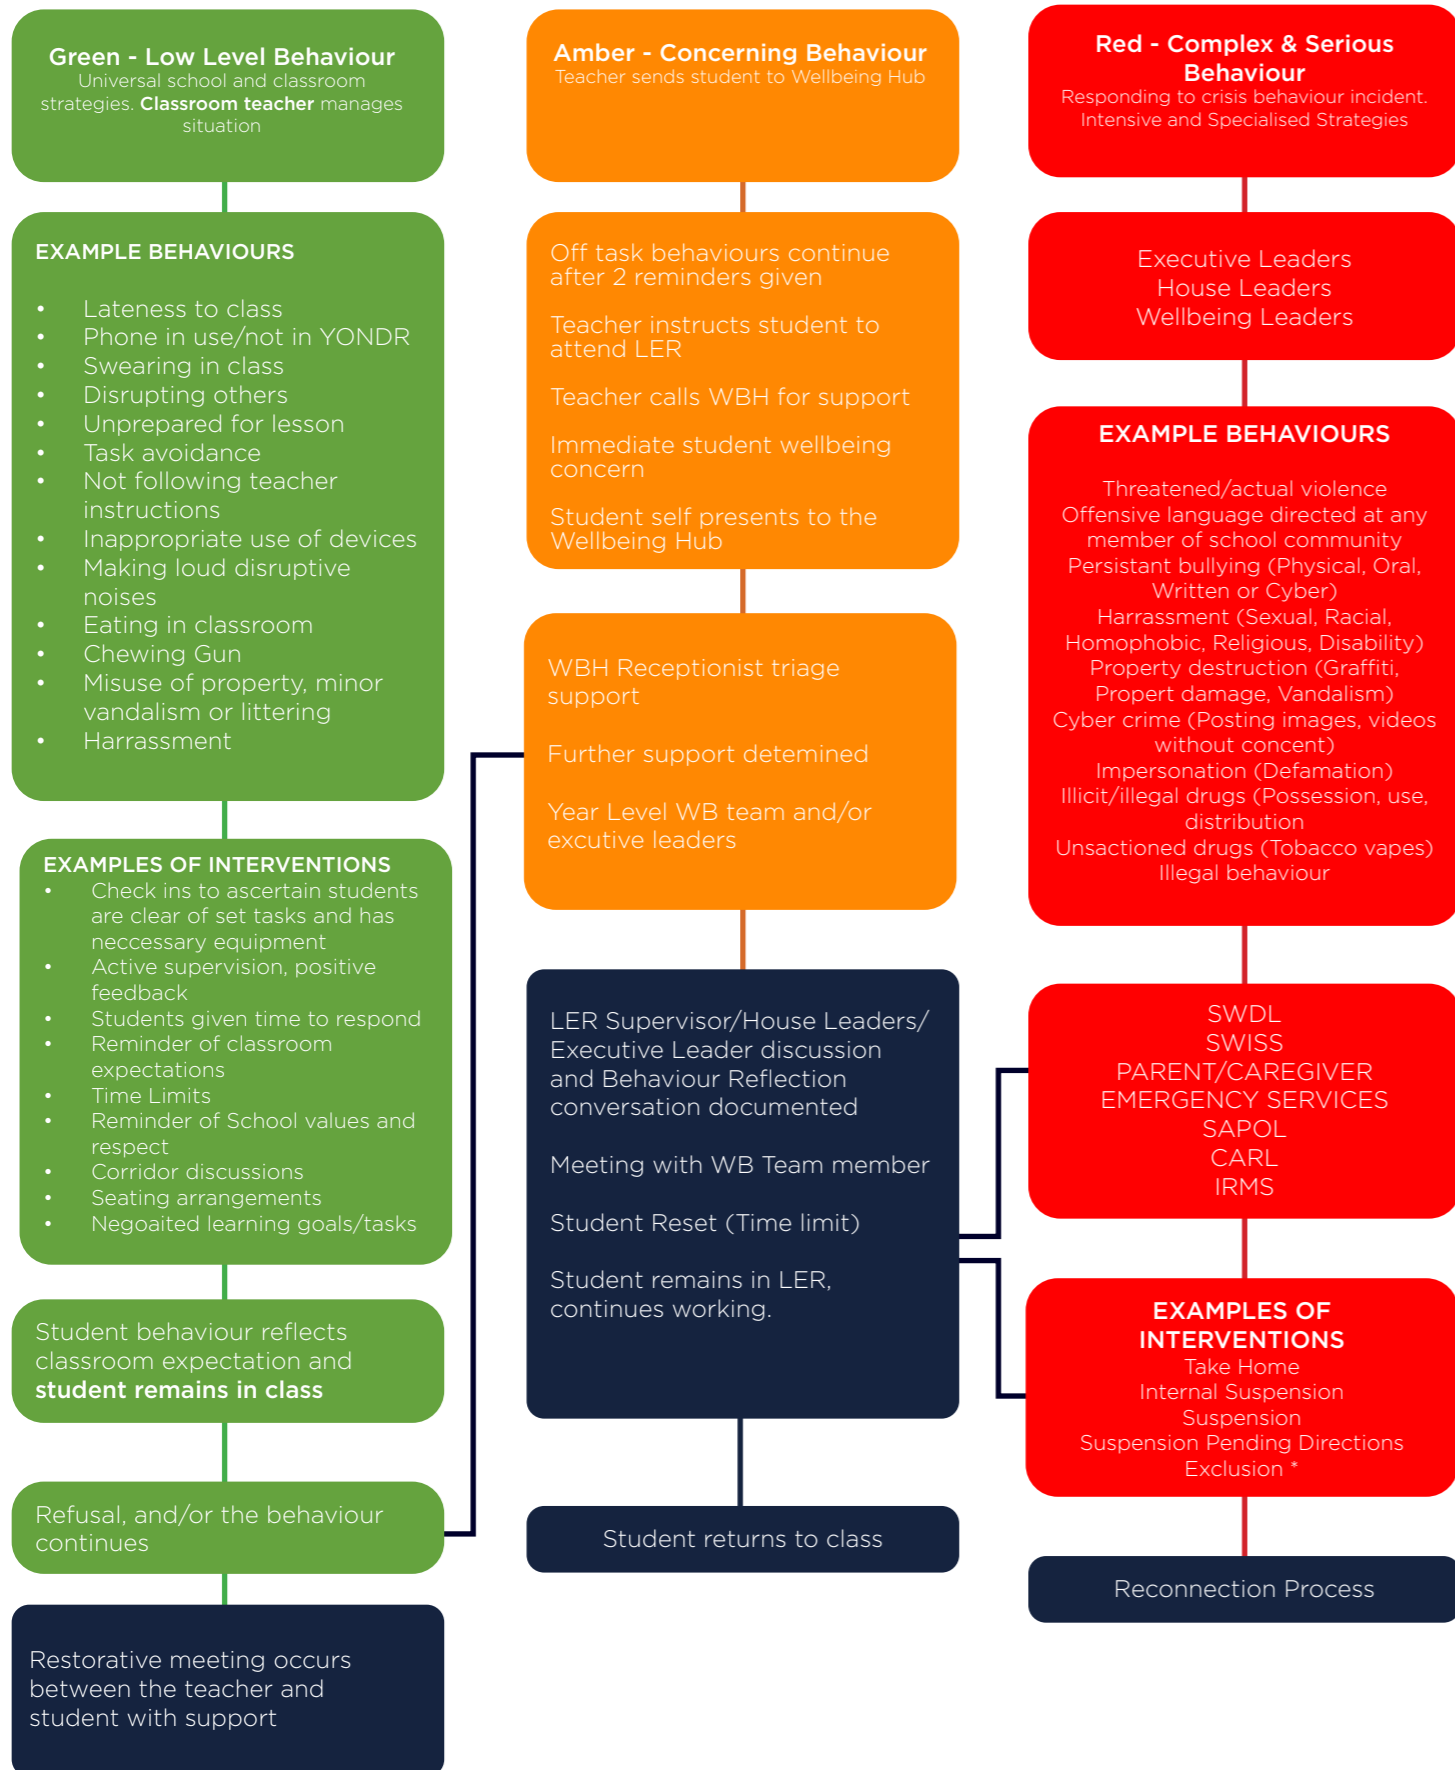 Green - Low Level Behaviour
Universal school and classroom
strategies. Classroom teacher manages
situation
EXAMPLE BEHAVIOURS
• Lateness to class
• Phone in use/not in YONDR
• Swearing in class
• Disrupting others
• Unprepared for lesson
• Task avoidance
• Not following teacher
instructions
• Inappropriate use of devices
• Making loud disruptive
noises
• Eating in classroom
• Chewing Gum
• Misuse of property, minor
vandalism or littering
• Harrassment
EXAMPLES OF INTERVENTIONS
• Check ins to ascertain students
are clear of set tasks and has
neccessary equipment
• Active supervision, positive
feedback
• Students given time to respond
• Reminder of classroom
expectations
• Time Limits
• Reminder of School values and
respect
• Corridor discussions
• Seating arrangements
• Negoaited learning goals/tasks
Student behaviour reflects
classroom expectation and
student remains in class
Refusal, and/or the behaviour
continues
Restorative meeting occurs
between the teacher and
student with support
Amber - Concerning Behaviour
Teacher sends student to Wellbeing Hub
Off task behaviours continue
after 2 reminders given
Teacher instructs student to
attend LER
Teacher calls WBH for support
Immediate student wellbeing
concern
Student self presents to the
Wellbeing Hub
WBH Receptionist triage
support
Further support detemined
Year Level WB team and/or
excutive leaders
LER Supervisor/House Leaders/
Executive Leader discussion
and Behaviour Reflection
conversation documented
Meeting with WB Team member
Student Reset (Time limit)
Student remains in LER,
continues working.
Student returns to class
Red - Complex & Serious
Behaviour
Responding to crisis behaviour incident.
Intensive and Specialised Strategies
Executive Leaders
House Leaders
Wellbeing Leaders
EXAMPLE BEHAVIOURS
Threatened/actual violence
Offensive language directed at any
member of school community
Persistant bullying (Physical, Oral,
Written or Cyber)
Harrassment (Sexual, Racial,
Homophobic, Religious, Disability)
Property destruction (Graffiti,
Propert damage, Vandalism)
Cyber crime (Posting images, videos
without concent)
Impersonation (Defamation)
Illicit/illegal drugs (Possession, use,
distribution
Unsactioned drugs (Tobacco vapes)
Illegal behaviour
SWDL
SWISS
PARENT/CAREGIVER
EMERGENCY SERVICES
SAPOL
CARL
IRMS
EXAMPLES OF
INTERVENTIONS
Take Home
Internal Suspension
Suspension
Suspension Pending Directions
Exclusion *
Reconnection Process